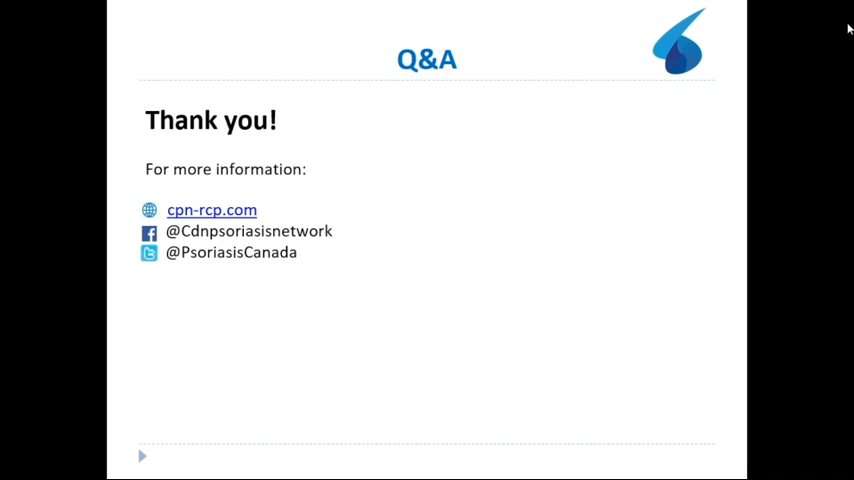 Q&A
Thank you!
For more information:
cpn-rcp.com
@Cdnpsoriasisnetwork
@PsoriasisCanada